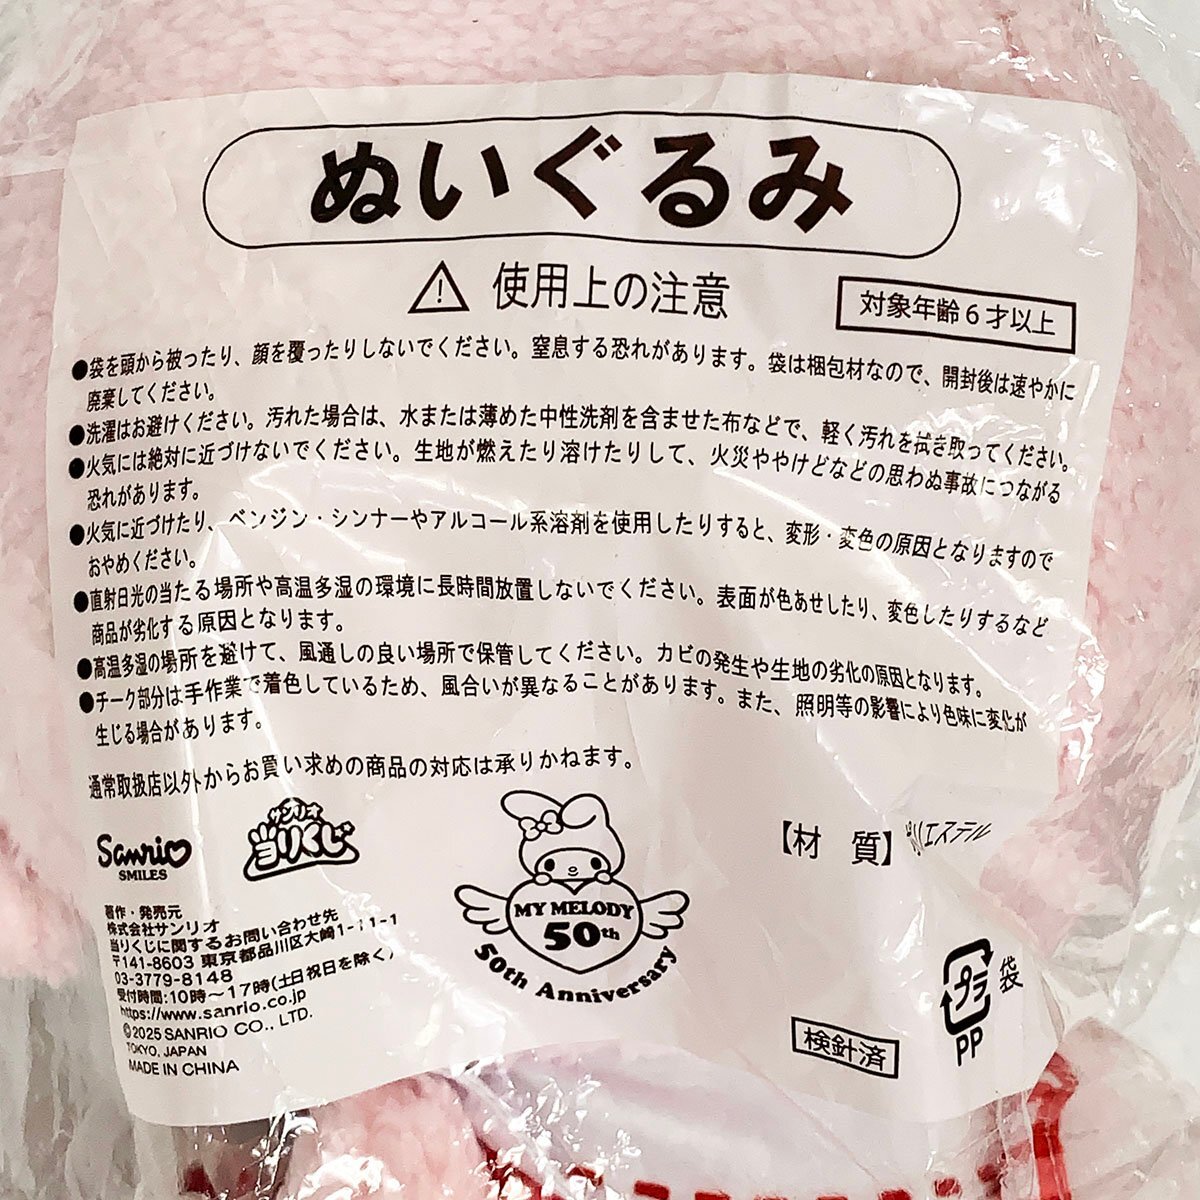 ぬいぐるみ
使用上の注意
対象年齢6才以上
●袋を頭から被ったり、顔を覆ったりしないでください。窒息する恐れがあります。袋は梱包材なので、開封後は速やかに
廃棄してください。
●洗濯はお避けください。汚れた場合は、水または薄めた中性洗剤を含ませた布などで、軽く汚れを拭き取ってください。
●火気には絶対に近づけないでください。生地が燃えたり溶けたりして、火災ややけどなどの思わぬ事故につながる
恐れがあります。
●火気に近づけたり、ベンジン・シンナーやアルコール系溶剤を使用したりすると、変形・変色の原因となりますので
おやめください。
●直射日光の当たる場所や高温多湿の環境に長時間放置しないでください。表面が色あせしたり、変色したりするなど
商品が劣化する原因となります。
●高温多湿の場所を避けて、風通しの良い場所で保管してください。カビの発生や生地の劣化の原因となります。
●チーク部分は手作業で着色しているため、風合いが異なることがあります。また、照明等の影響により色味に変化が
生じる場合があります。
通常取扱店以外からお買い求めの商品の対応は承りかねます。
Sanrio
SMILES
サンリオ
当りくじ
MY MELODY
50th
50th Anniversary
【材 質】ポリエステル
著作・発売元
株式会社サンリオ
当りくじに関するお問い合わせ先
〒141-8603 東京都品川区大崎1-11-1
03-3779-8148
受付時間:10時～17時(土日祝日を除く)
https://www.sanrio.co.jp
©2025 SANRIO CO., LTD.
TOKYO, JAPAN
MADE IN CHINA
プラ
袋
PP
検針済